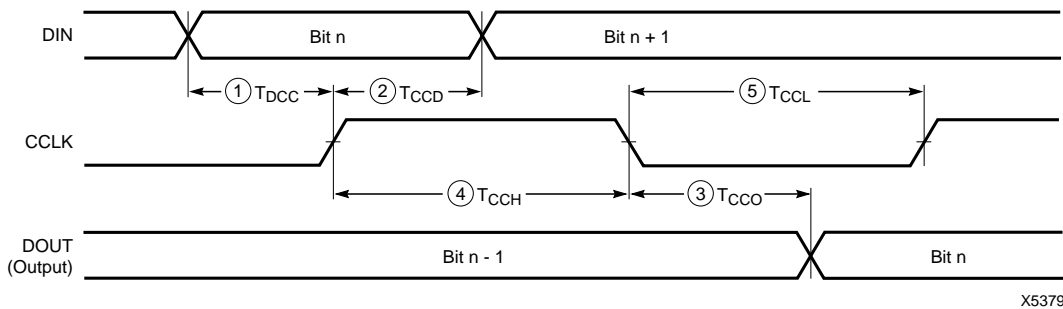 DIN
Bit n
Bit n + 1
1 TDCC
2 TCCD
5 TCCL
CCLK
4 TCCH
3 TCCO
DOUT
(Output)
Bit n - 1
Bit n
X5379